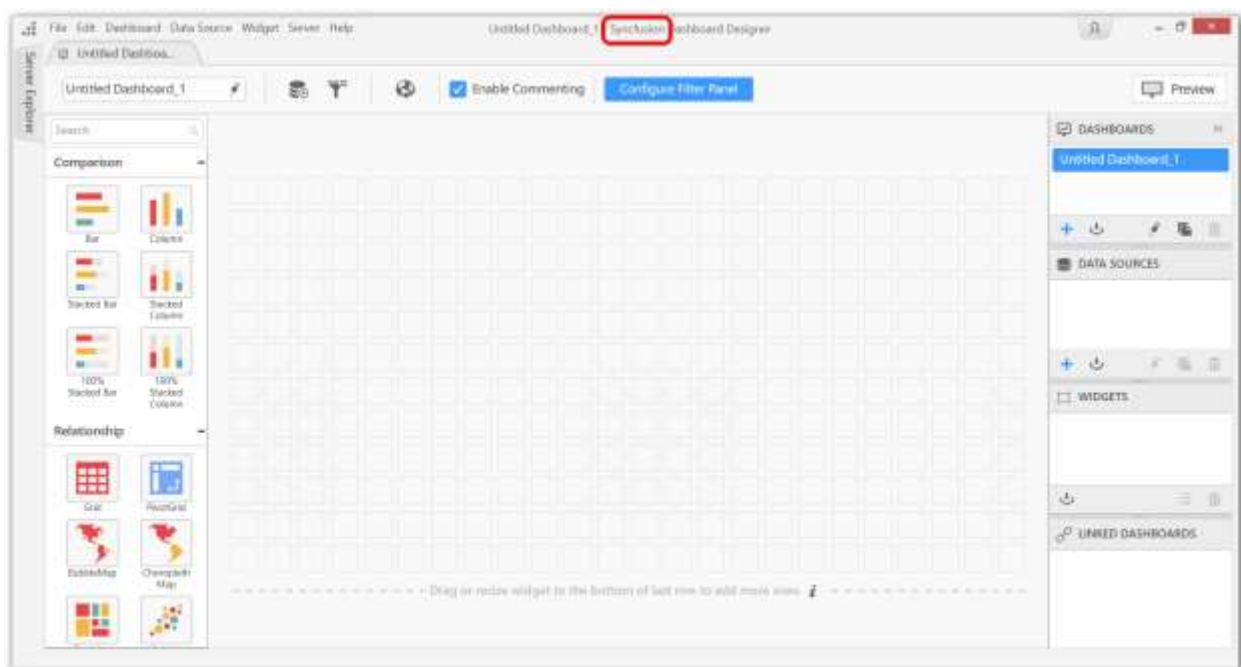 File Edit Dashboard Data Source Widget Server Help
Untitled Dashboard_1 Syncfusion Dashboard Designer
Server Explorer
Untitled Dashboa...
Untitled Dashboard_1
Enable Commenting
Configure Filter Panel
Preview
Search
Comparison
Bar
Column
Stacked Bar
Stacked
Column
100%
Stacked Bar
100%
Stacked
Column
Relationship
Grid
PivotGrid
BubbleMap
Choropleth
Map
Drag or resize widget to the bottom of last row to add more rows.
DASHBOARDS
Untitled Dashboard_1
DATA SOURCES
WIDGETS
LINKED DASHBOARDS